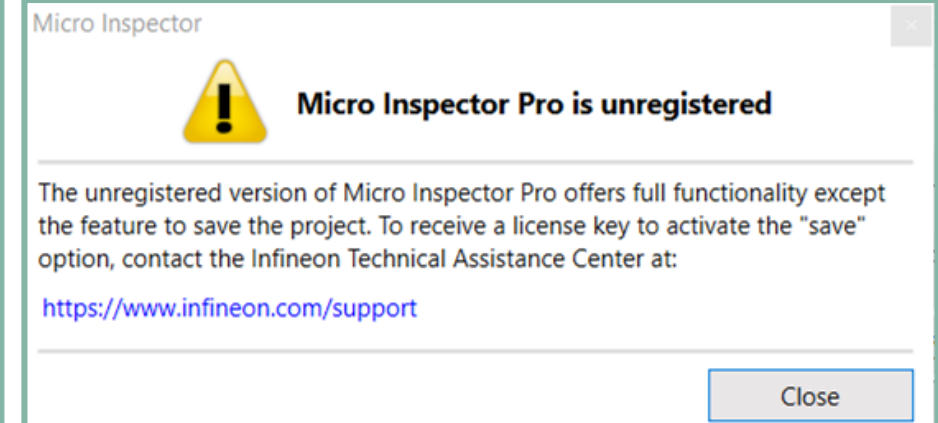 Micro Inspector
Micro Inspector Pro is unregistered
The unregistered version of Micro Inspector Pro offers full functionality except
the feature to save the project. To receive a license key to activate the "save"
option, contact the Infineon Technical Assistance Center at:
https://www.infineon.com/support
Close